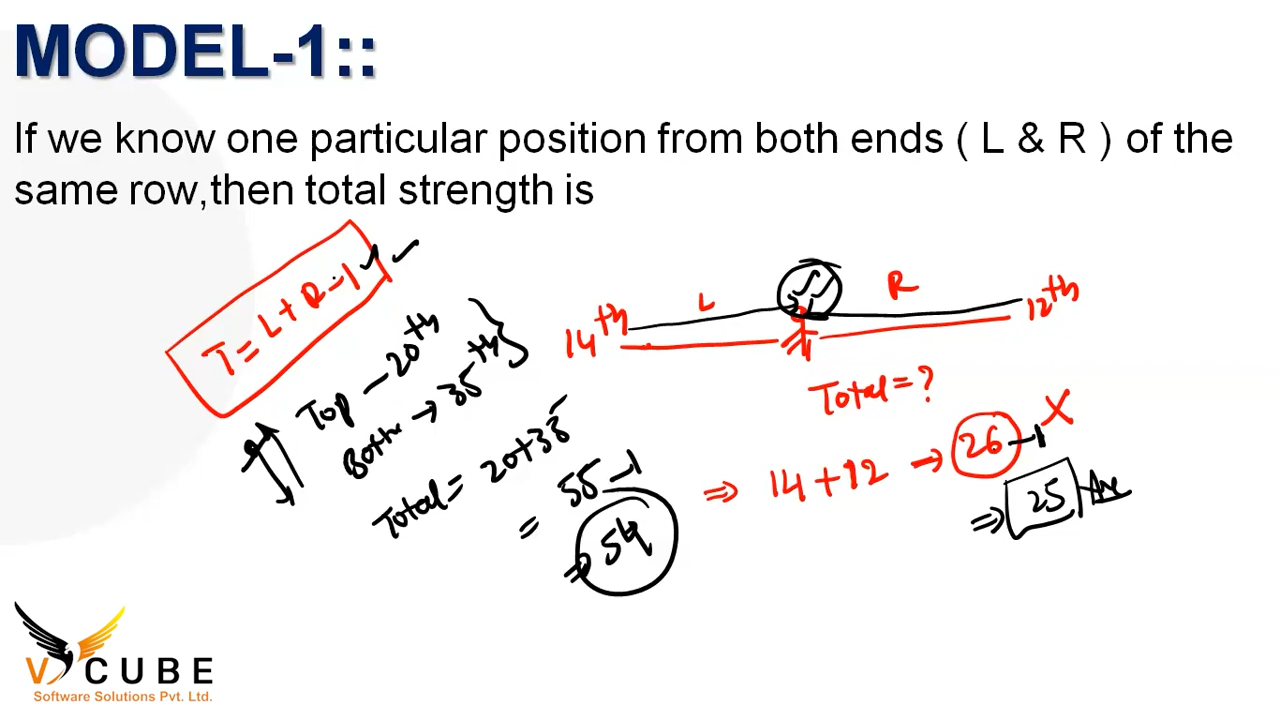 MODEL-1::
If we know one particular position from both ends ( L & R ) of the
same row,then total strength is
T = L + R - 1
Top - 20th
35th
Total = 20+35
= 55-1
⇒ 54
14th L R 12th
Total = ?
⇒ 14+12 → 26 -1 X
⇒ 25 Ans
V CUBE
Software Solutions Pvt. Ltd.